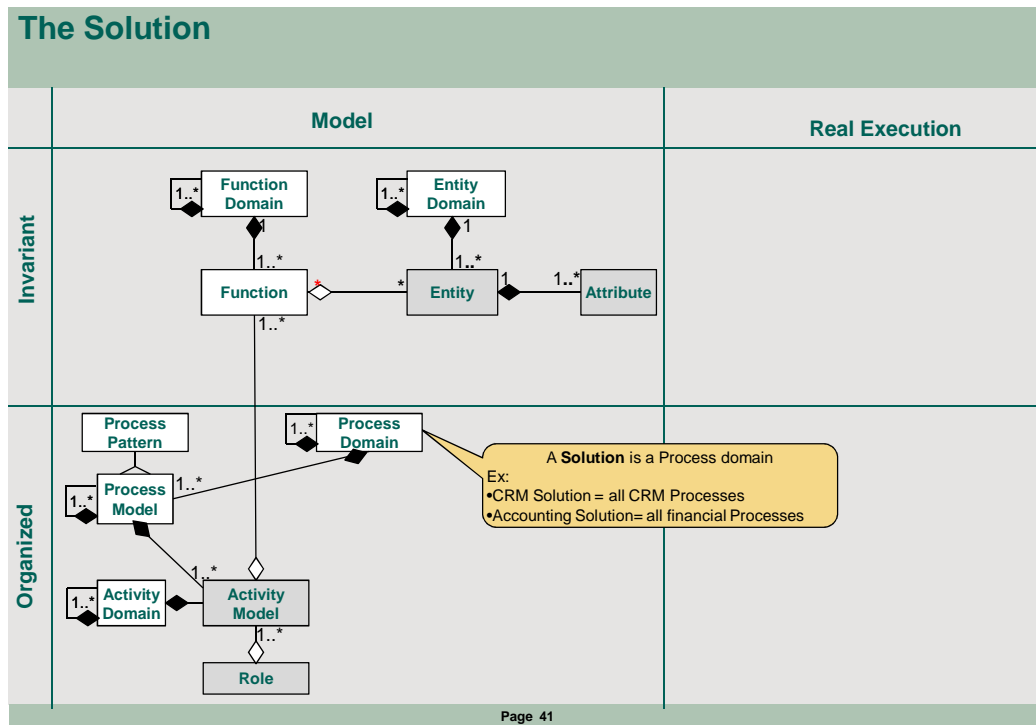 The Solution
Model
Real Execution
Invariant
1..*
Function
Domain
1
1..*
Entity
Domain
1
1..*
1..*
Function
*
*
Entity
1
1..*
Attribute
1..*
Organized
Process
Pattern
1..*
Process
Domain
A Solution is a Process domain
Ex:
•CRM Solution = all CRM Processes
•Accounting Solution= all financial Processes
1..*
Process
Model
1..*
1..*
1..*
Activity
Domain
Activity
Model
1..*
Role
Page 41